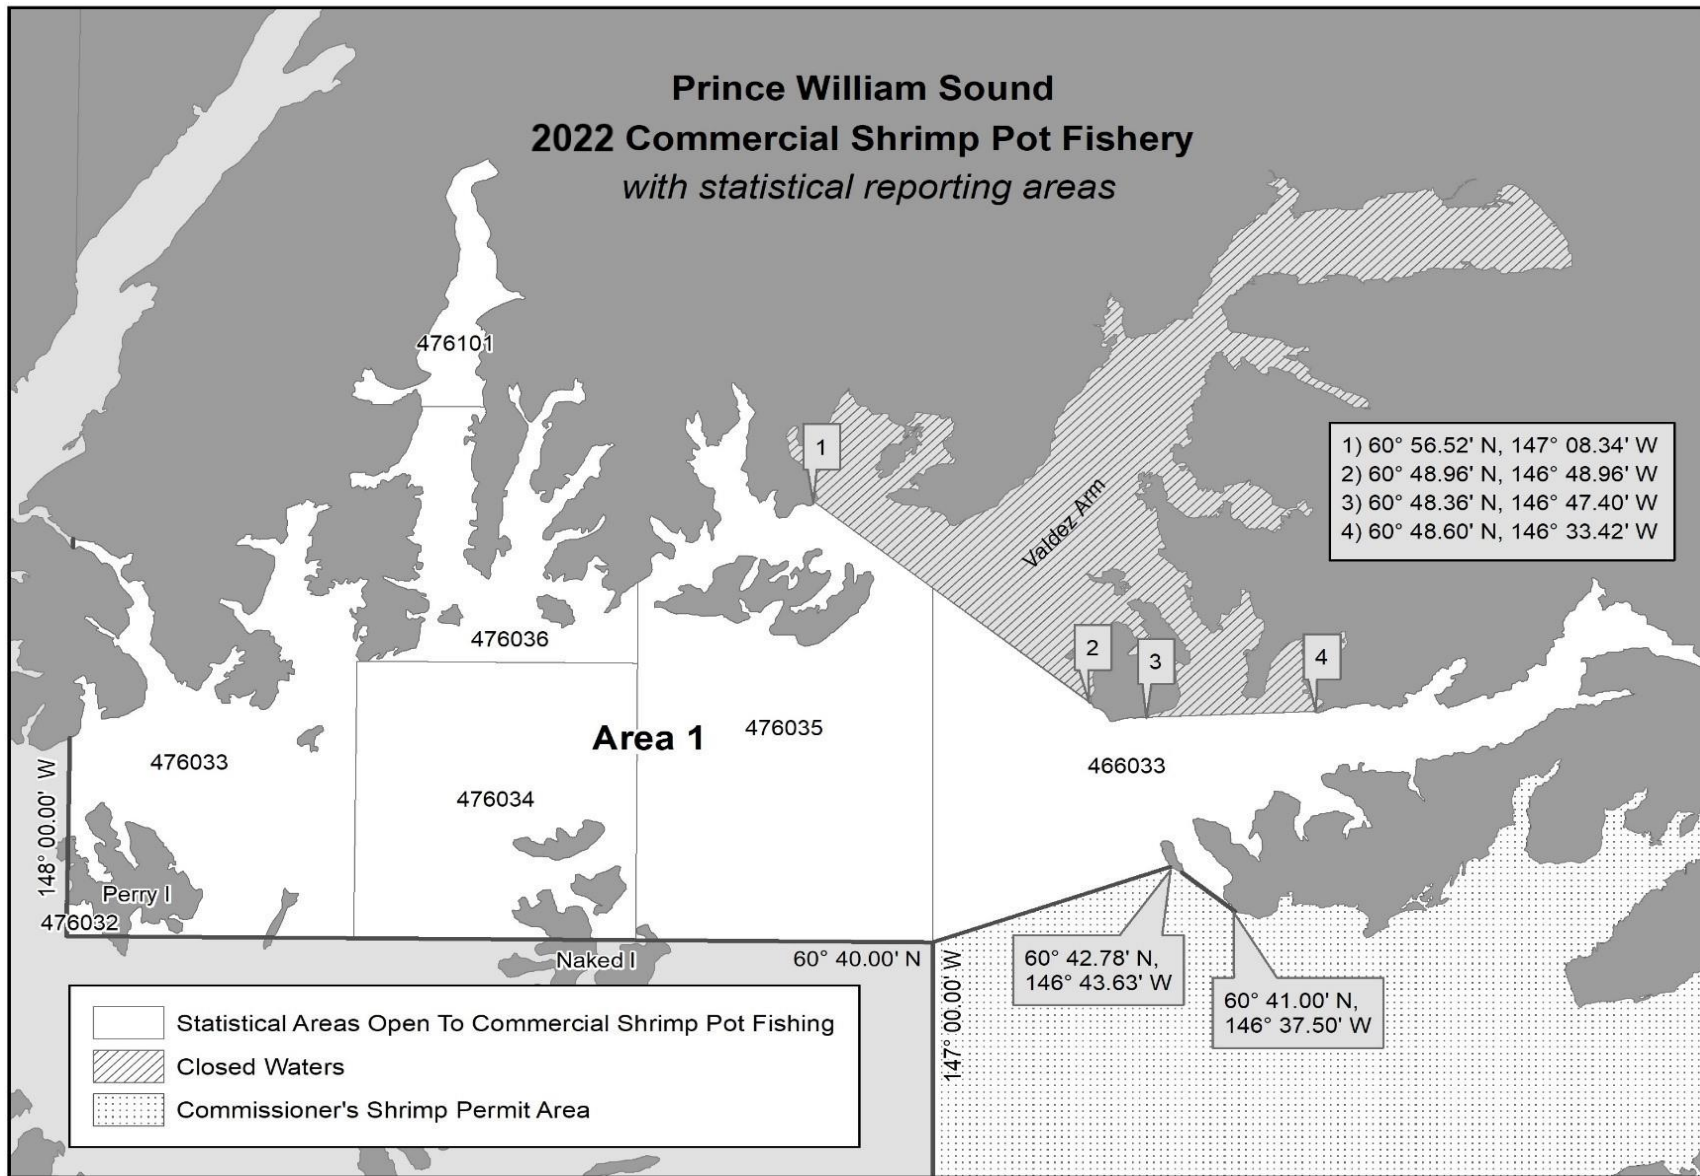 Prince William Sound
2022 Commercial Shrimp Pot Fishery
with statistical reporting areas
476101
1
1) 60° 56.52' N, 147° 08.34' W
2) 60° 48.96' N, 146° 48.96' W
3) 60° 48.36' N, 146° 47.40' W
4) 60° 48.60' N, 146° 33.42' W
Valdez Arm
476036
2
3
4
Area 1
476035
476033
466033
476034
148° 00.00' W
Perry I
476032
Naked I
60° 40.00' N
147° 00.00' W
60° 42.78' N,
146° 43.63' W
60° 41.00' N,
146° 37.50' W
Statistical Areas Open To Commercial Shrimp Pot Fishing
Closed Waters
Commissioner's Shrimp Permit Area